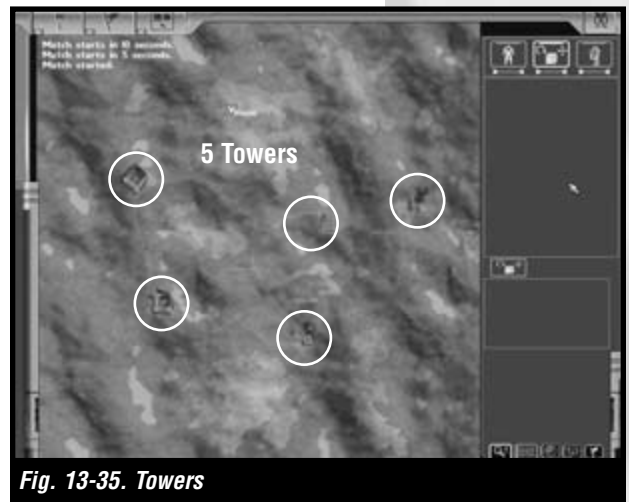 Match starts in 10 seconds.
Match starts in 5 seconds.
Match started.
5 Towers
Fig. 13-35. Towers